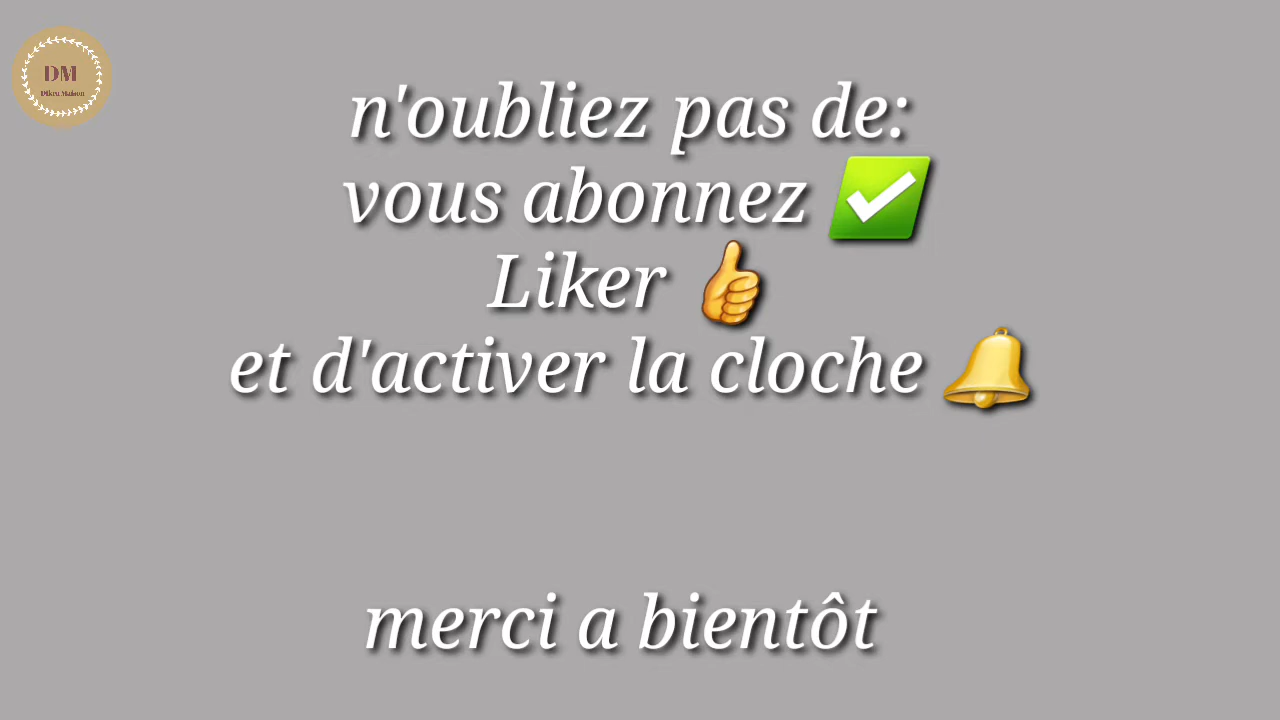 DM
n'oubliez pas de:
vous abonnez ✅
Liker 👍
et d'activer la cloche 🔔
merci a bientôt